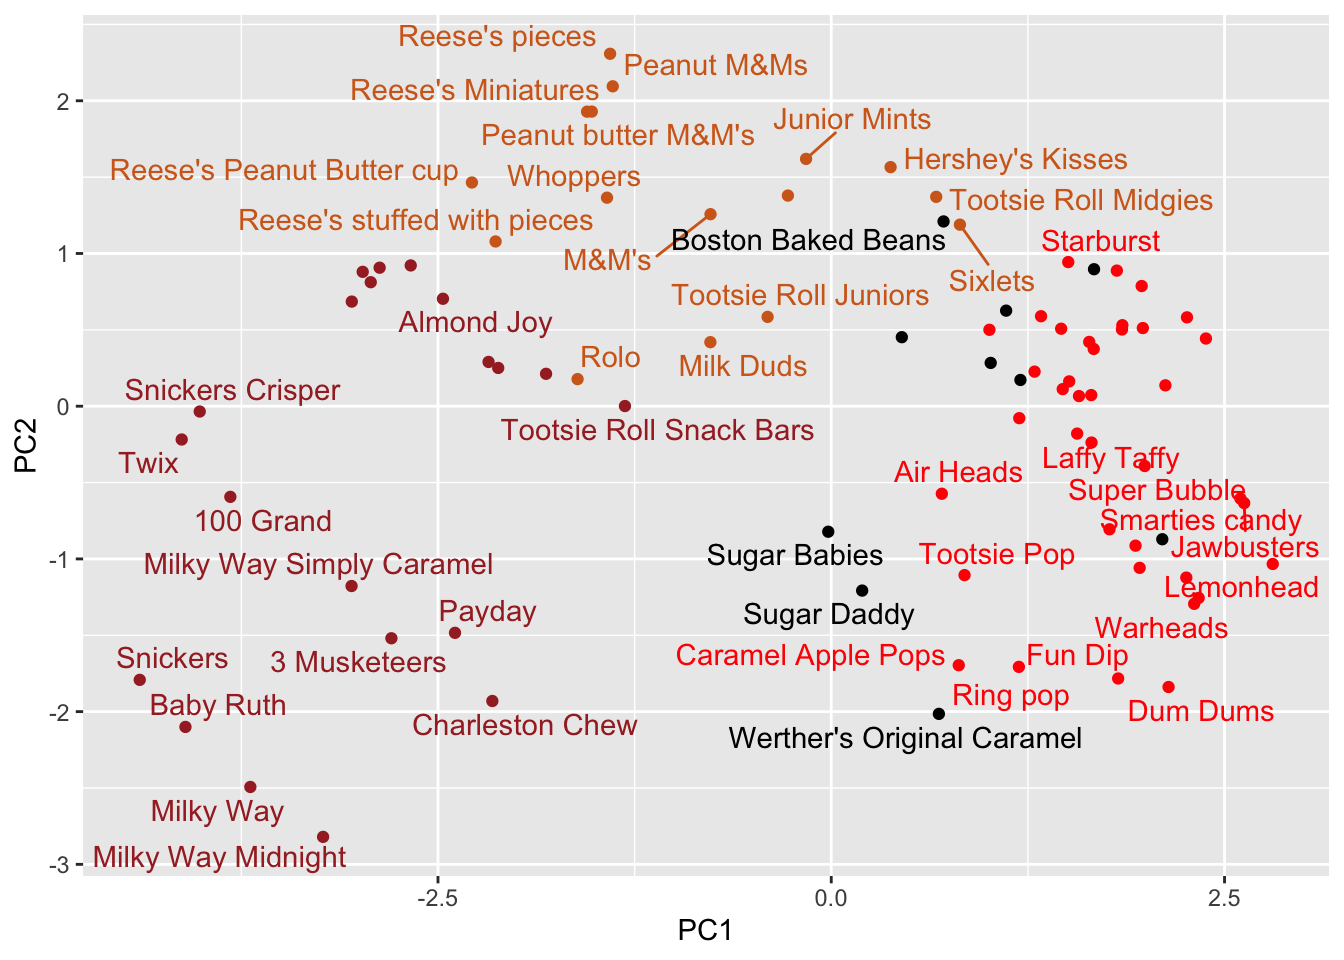 Reese's pieces
Peanut M&Ms
Reese's Miniatures
Junior Mints
Peanut butter M&M's
Hershey's Kisses
Reese's Peanut Butter cup
Whoppers
Tootsie Roll Midgies
Reese's stuffed with pieces
Boston Baked Beans
Starburst
M&M's
Sixlets
Tootsie Roll Juniors
Almond Joy
Rolo
Milk Duds
Snickers Crisper
Tootsie Roll Snack Bars
Twix
Laffy Taffy
Air Heads
Super Bubble
100 Grand
Smarties candy
Jawbusters
Sugar Babies
Tootsie Pop
Milky Way Simply Caramel
Lemonhead
Payday
Sugar Daddy
Warheads
Snickers
3 Musketeers
Caramel Apple Pops
Fun Dip
Baby Ruth
Ring pop
Dum Dums
Charleston Chew
Werther's Original Caramel
Milky Way
Milky Way Midnight
2
1
0
-1
-2
-3
PC2
-2.5
0.0
2.5
PC1